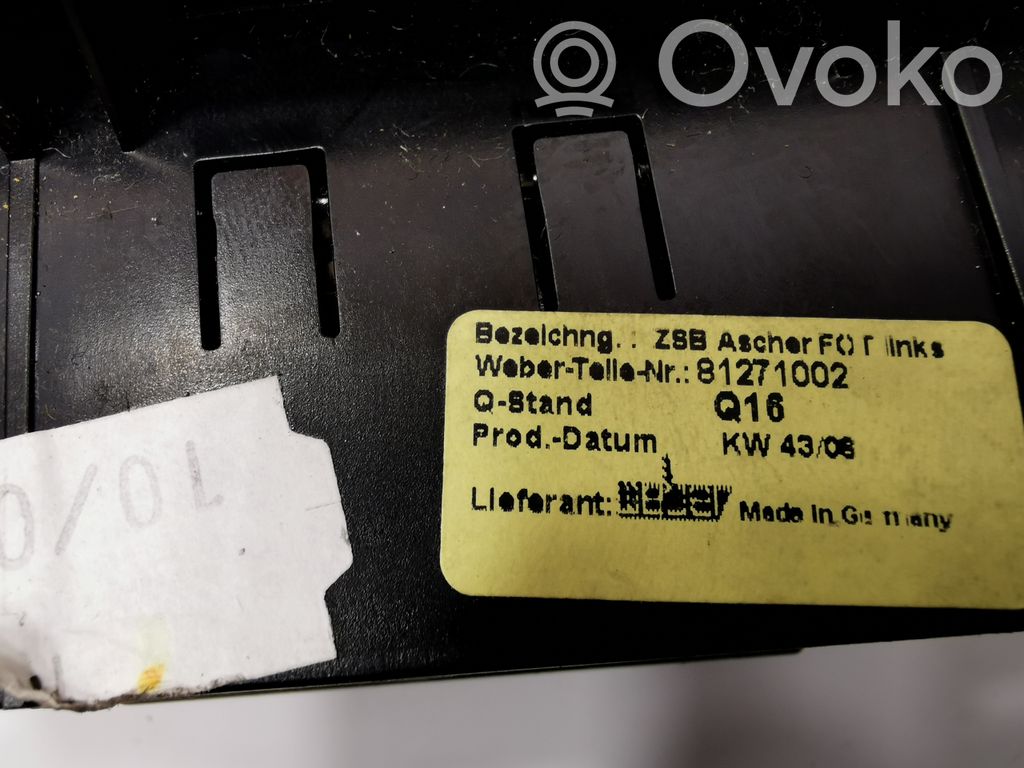 Ovoko
Bezeichng. : ZSB Ascher FOT links
Weber-Teile-Nr.: 81271002
Q-Stand Q16
Prod.-Datum KW 43/06
Lieferant: Made in Germany
10/0